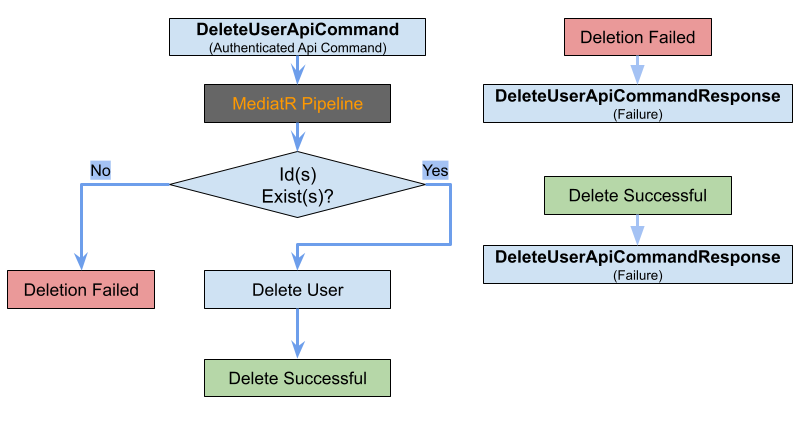 DeleteUserApiCommand
(Authenticated Api Command)
MediatR Pipeline
Id(s)
Exist(s)?
No
Yes
Deletion Failed
Delete User
Delete Successful
Deletion Failed
DeleteUserApiCommandResponse
(Failure)
Delete Successful
DeleteUserApiCommandResponse
(Failure)